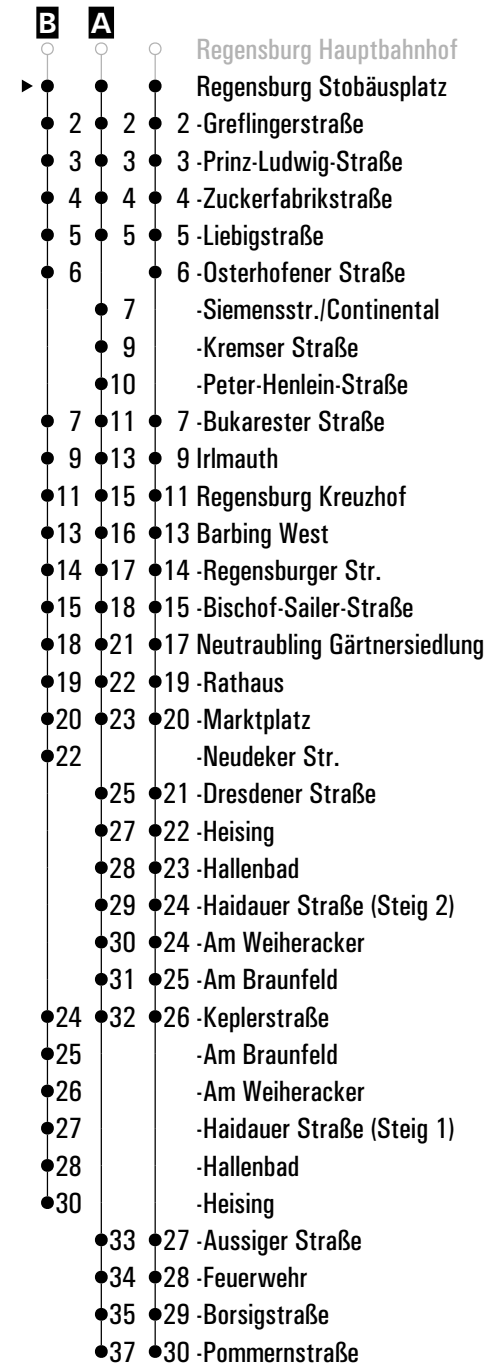 B A
Regensburg Hauptbahnhof
Regensburg Stobäusplatz
2 2 2 -Greflingerstraße
3 3 3 -Prinz-Ludwig-Straße
4 4 4 -Zuckerfabrikstraße
5 5 5 -Liebigstraße
6 6 -Osterhofener Straße
7 -Siemensstr./Continental
9 -Kremser Straße
10 -Peter-Henlein-Straße
7 11 7 -Bukarester Straße
9 13 9 Irlmauth
11 15 11 Regensburg Kreuzhof
13 16 13 Barbing West
14 17 14 -Regensburger Str.
15 18 15 -Bischof-Sailer-Straße
18 21 17 Neutraubling Gärtnersiedlung
19 22 19 -Rathaus
20 23 20 -Marktplatz
22 -Neudeker Str.
25 21 -Dresdener Straße
27 22 -Heising
28 23 -Hallenbad
29 24 -Haidauer Straße (Steig 2)
30 24 -Am Weiheracker
31 25 -Am Braunfeld
24 32 26 -Keplerstraße
25 -Am Braunfeld
26 -Am Weiheracker
27 -Haidauer Straße (Steig 1)
28 -Hallenbad
30 -Heising
33 27 -Aussiger Straße
34 28 -Feuerwehr
35 29 -Borsigstraße
37 30 -Pommernstraße